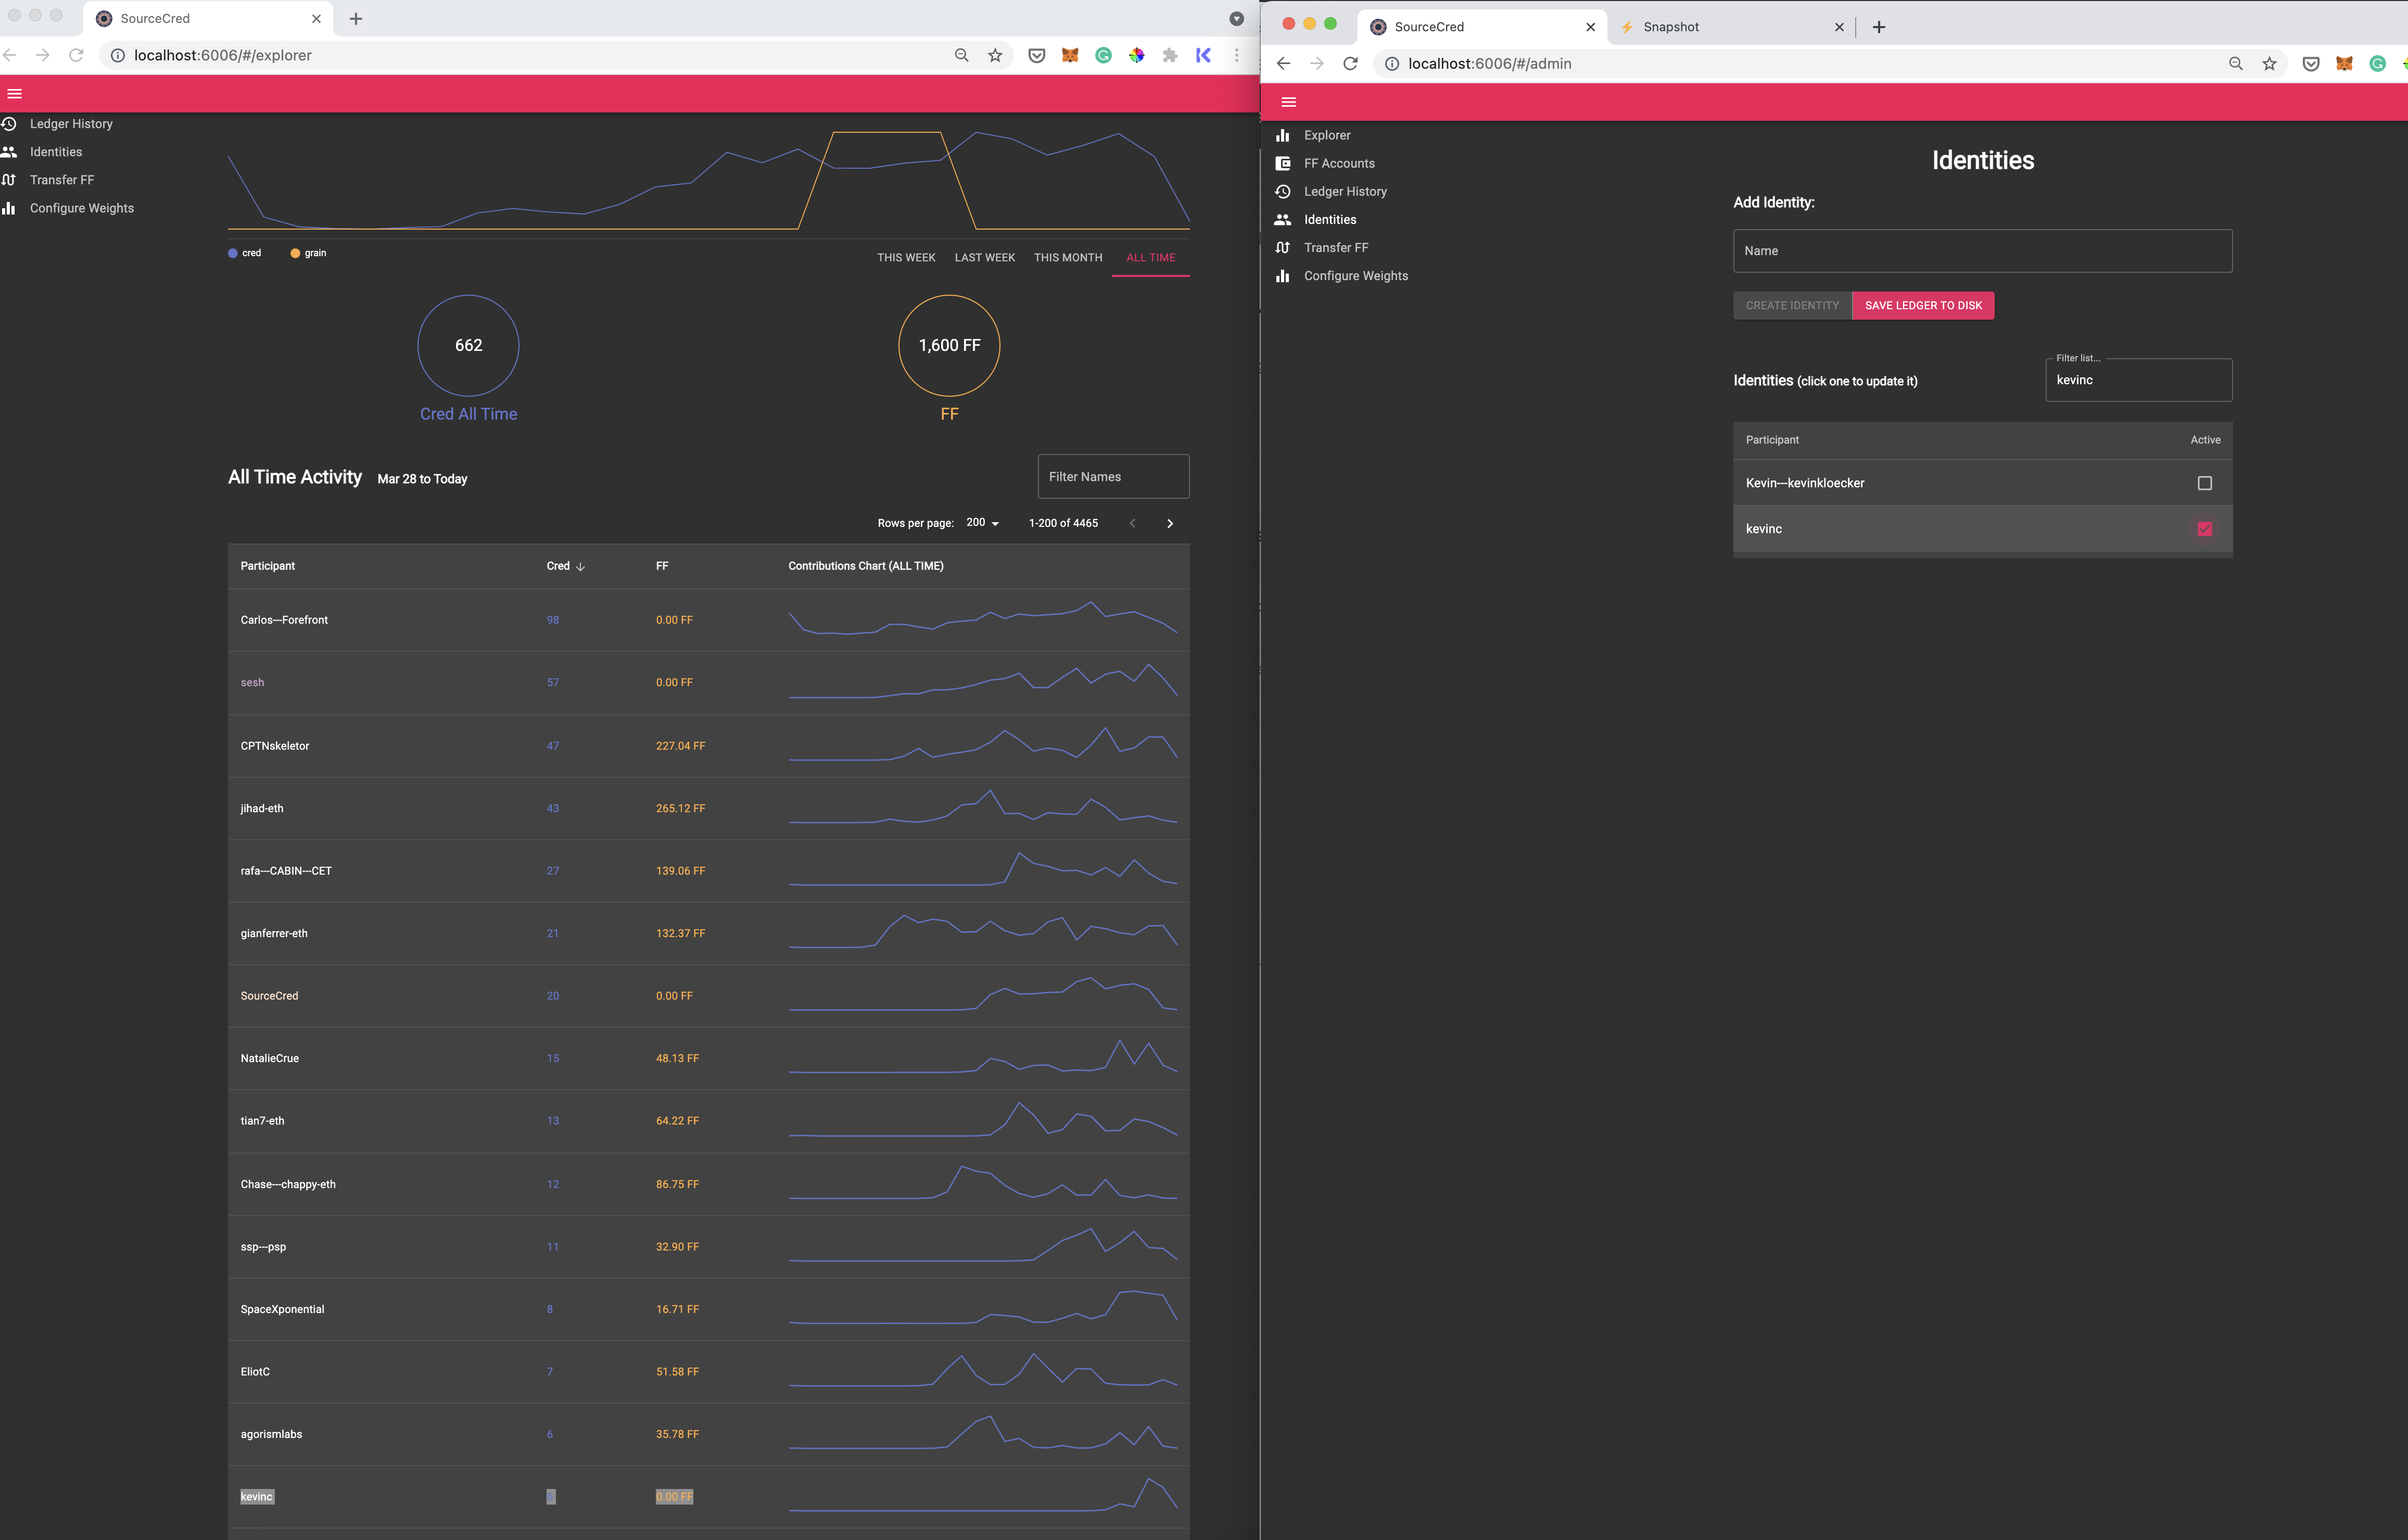 SourceCred
localhost:6006/#/explorer
Ledger History
Identities
Transfer FF
Configure Weights
cred
grain
THIS WEEK
LAST WEEK
THIS MONTH
ALL TIME
662
Cred All Time
1,600 FF
FF
All Time Activity Mar 28 to Today
Filter Names
Rows per page: 200 1-200 of 4465
Participant Cred FF Contributions Chart (ALL TIME)
Carlos---Forefront 98 0.00 FF
sesh 57 0.00 FF
CPTNskeletor 47 227.04 FF
jihad-eth 43 265.12 FF
rafa---CABIN---CET 27 139.06 FF
gianferrer-eth 21 132.37 FF
SourceCred 20 0.00 FF
NatalieCrue 15 48.13 FF
tian7-eth 13 64.22 FF
Chase---chappy-eth 12 86.75 FF
ssp---psp 11 32.90 FF
SpaceXponential 8 16.71 FF
EliotC 7 51.58 FF
agorismlabs 6 35.78 FF
kevinc 0.00 FF
SourceCred
Snapshot
localhost:6006/#/admin
Explorer
FF Accounts
Ledger History
Identities
Transfer FF
Configure Weights
Identities
Add Identity:
Name
CREATE IDENTITY SAVE LEDGER TO DISK
Identities (click one to update it)
Filter list...
kevinc
Participant Active
Kevin---kevinkloecker
kevinc